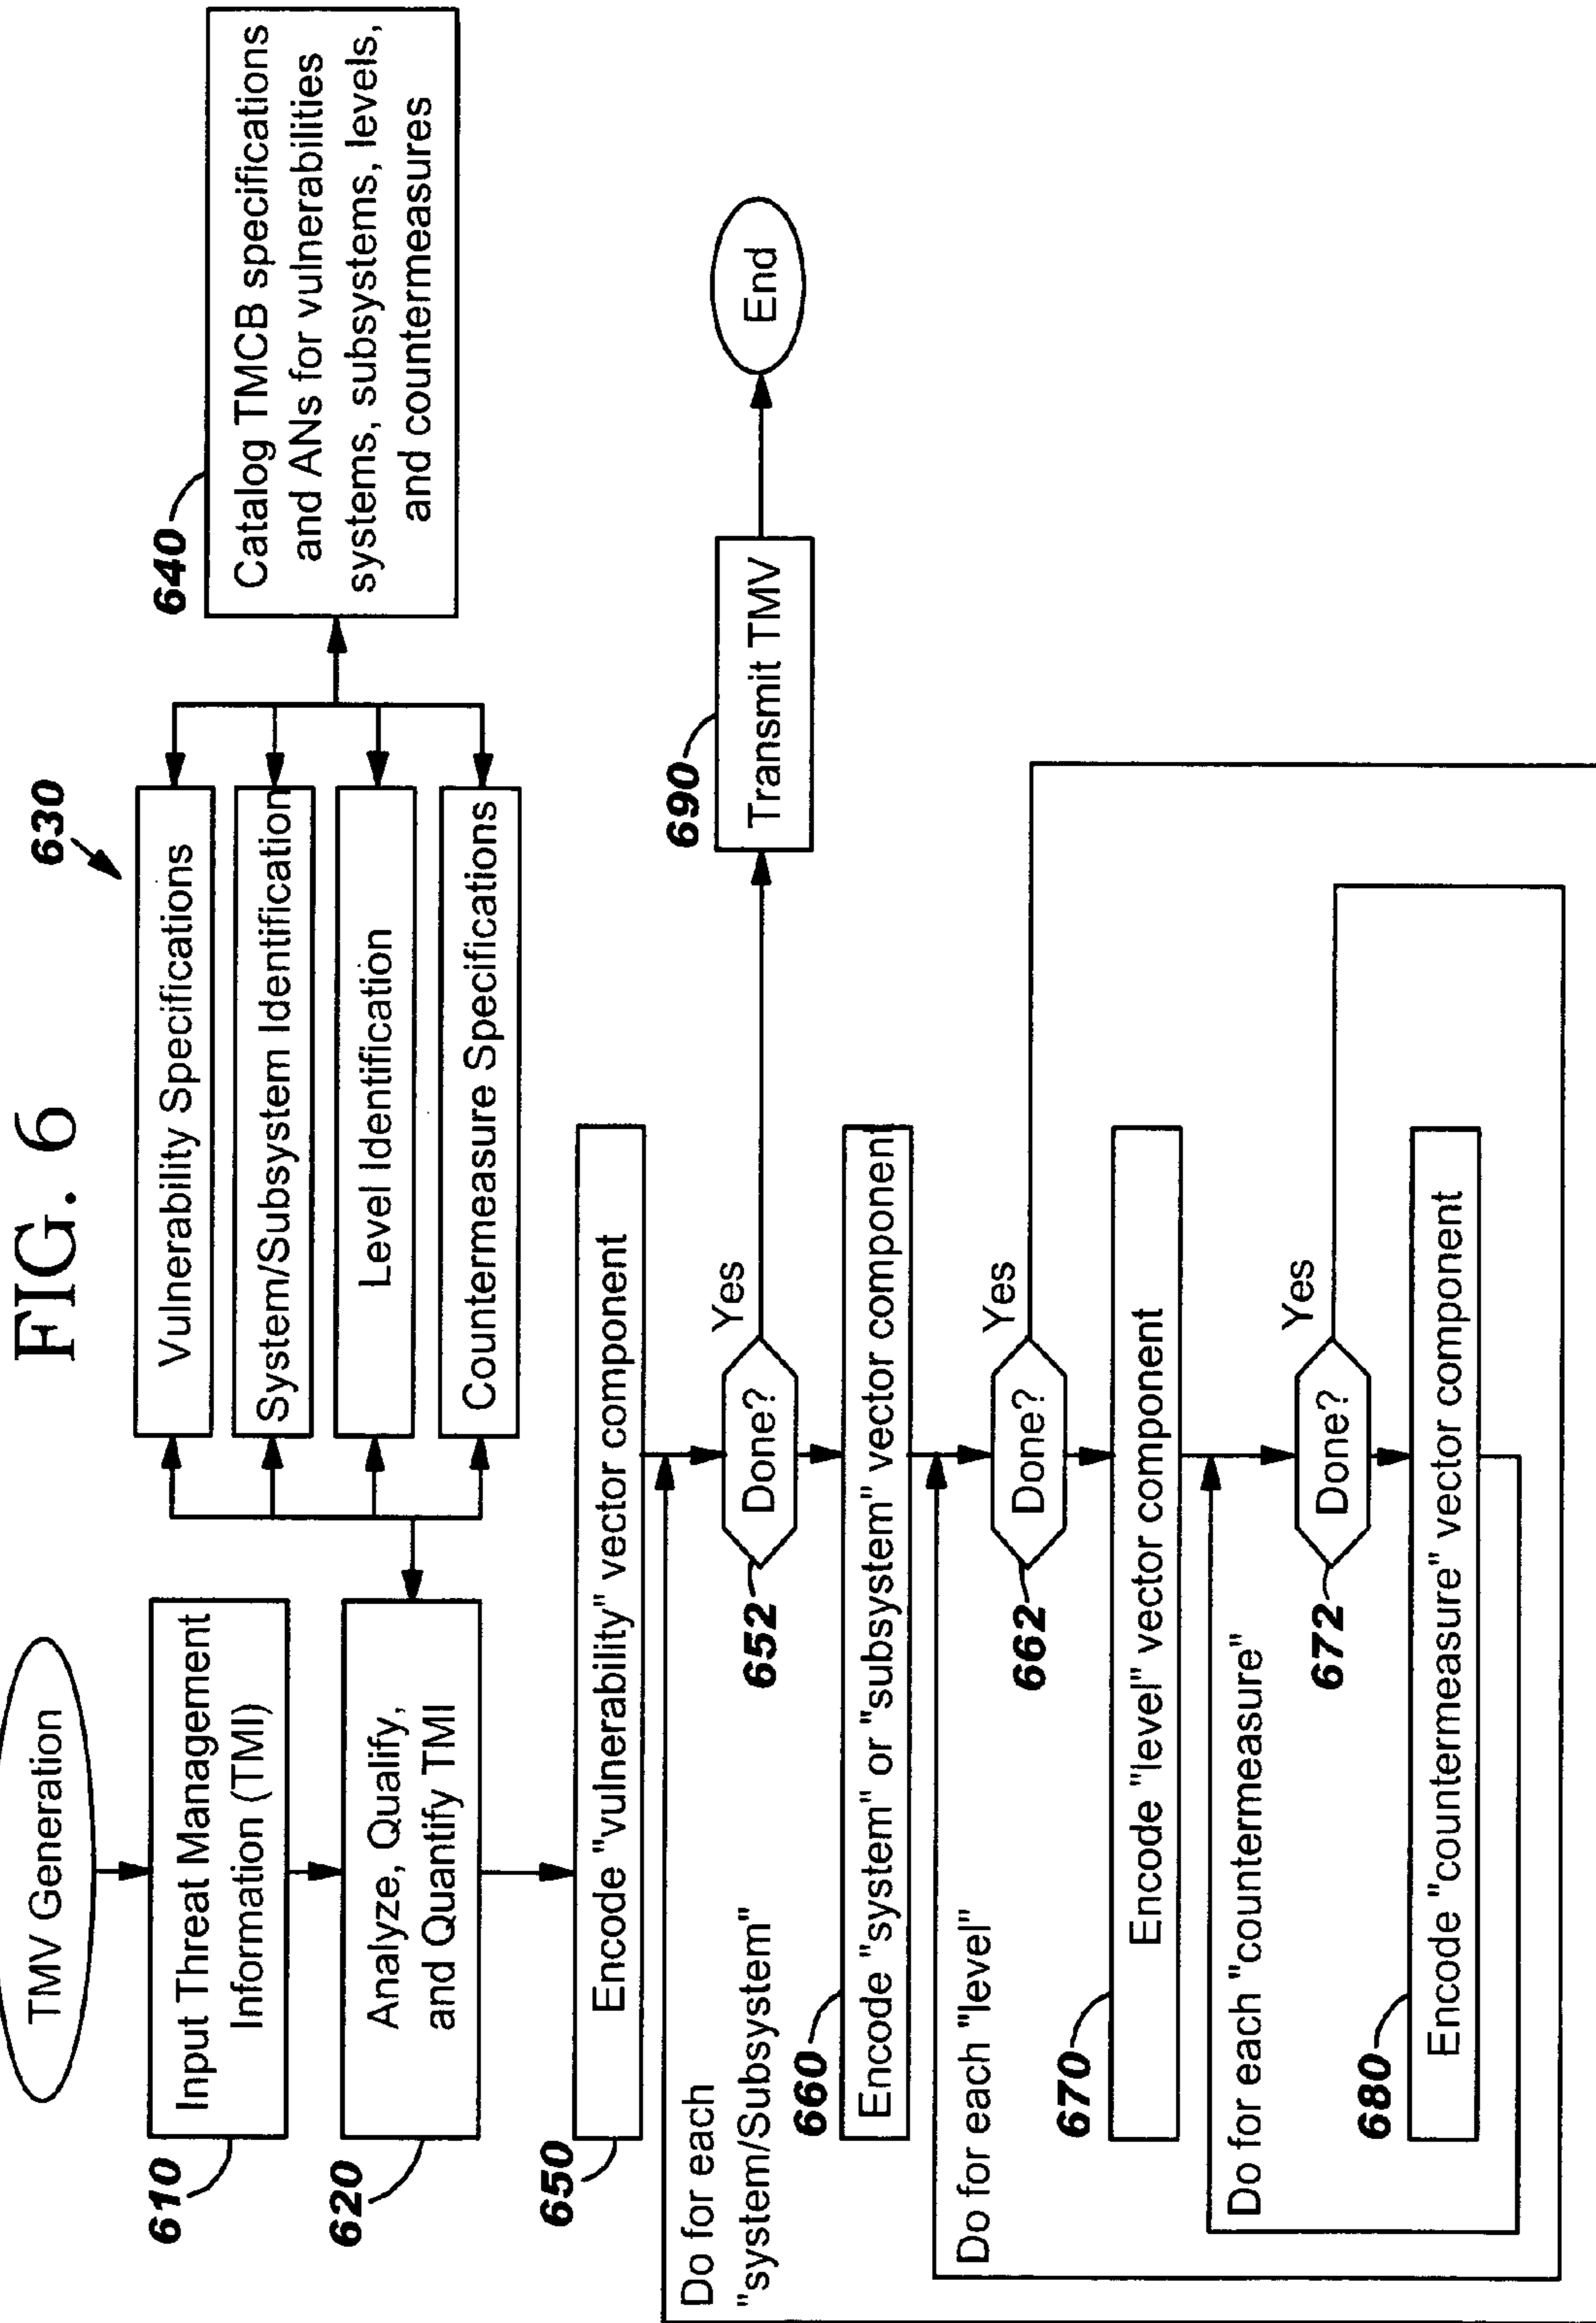 FIG. 6
TMV Generation
610
Input Threat Management
Information (TMI)
620
Analyze, Qualify,
and Quantify TMI
630
Vulnerability Specifications
System/Subsystem Identification
Level Identification
Countermeasure Specifications
640
Catalog TMCB specifications
and ANs for vulnerabilities
systems, subsystems, levels,
and countermeasures
650
Encode "vulnerability" vector component
Do for each
"system/Subsystem"
652
Done?
Yes
690
Transmit TMV
End
660
Encode "system" or "subsystem" vector component
Do for each "level"
662
Done?
Yes
670
Encode "level" vector component
Do for each "countermeasure"
672
Done?
Yes
680
Encode "countermeasure" vector component